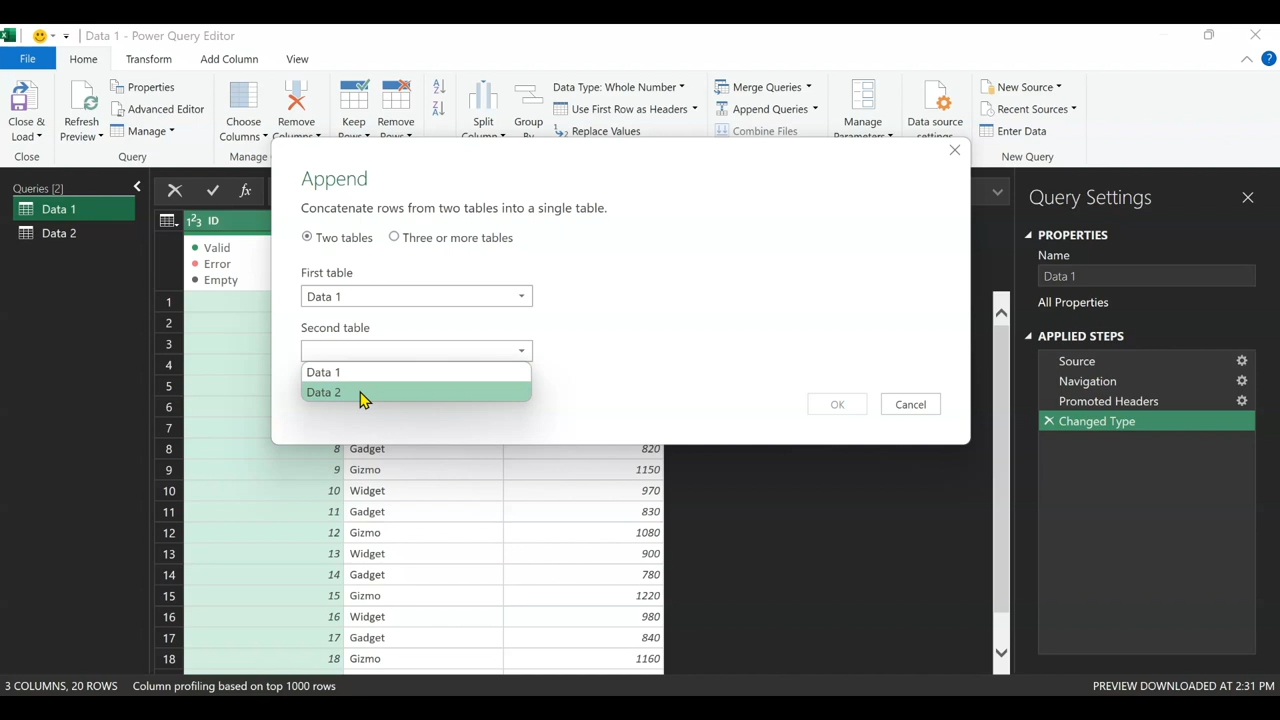 Data 1 - Power Query Editor
File Home Transform Add Column View
Close & Load
Close
Refresh Preview
Properties
Advanced Editor
Manage
Query
Choose Columns
Remove Columns
Manage
Keep Rows
Remove Rows
Split Column
Group By
Data Type: Whole Number
Use First Row as Headers
Replace Values
Merge Queries
Append Queries
Combine Files
Manage Parameters
Data source settings
New Source
Recent Sources
Enter Data
New Query
Queries [2]
Data 1
Data 2
fx
1²3 ID
Valid
Error
Empty
Append
Concatenate rows from two tables into a single table.
Two tables Three or more tables
First table
Data 1
Second table
Data 1
Data 2
OK Cancel
1
2
3
4
5
6
7
8 8 Gadget 820
9 9 Gizmo 1150
10 10 Widget 970
11 11 Gadget 830
12 12 Gizmo 1080
13 13 Widget 900
14 14 Gadget 780
15 15 Gizmo 1220
16 16 Widget 980
17 17 Gadget 840
18 18 Gizmo 1160
Query Settings
PROPERTIES
Name
Data 1
All Properties
APPLIED STEPS
Source
Navigation
Promoted Headers
Changed Type
3 COLUMNS, 20 ROWS Column profiling based on top 1000 rows
PREVIEW DOWNLOADED AT 2:31 PM